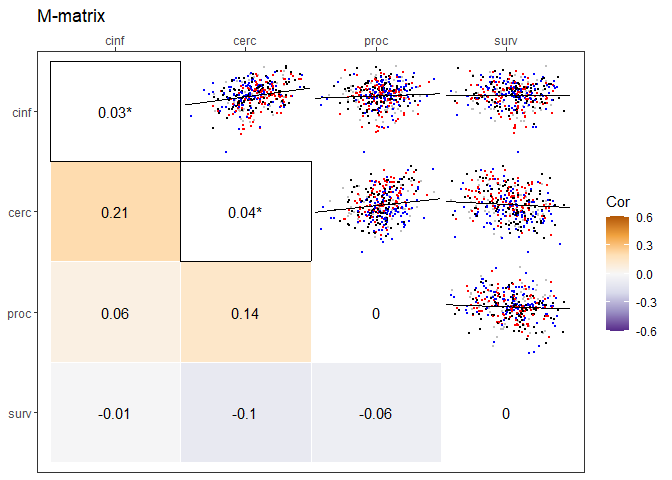 M-matrix
cinf cerc proc surv
cinf 0.03*
cerc 0.21 0.04*
proc 0.06 0.14 0
surv -0.01 -0.1 -0.06 0
Cor
0.6
0.3
0.0
-0.3
-0.6